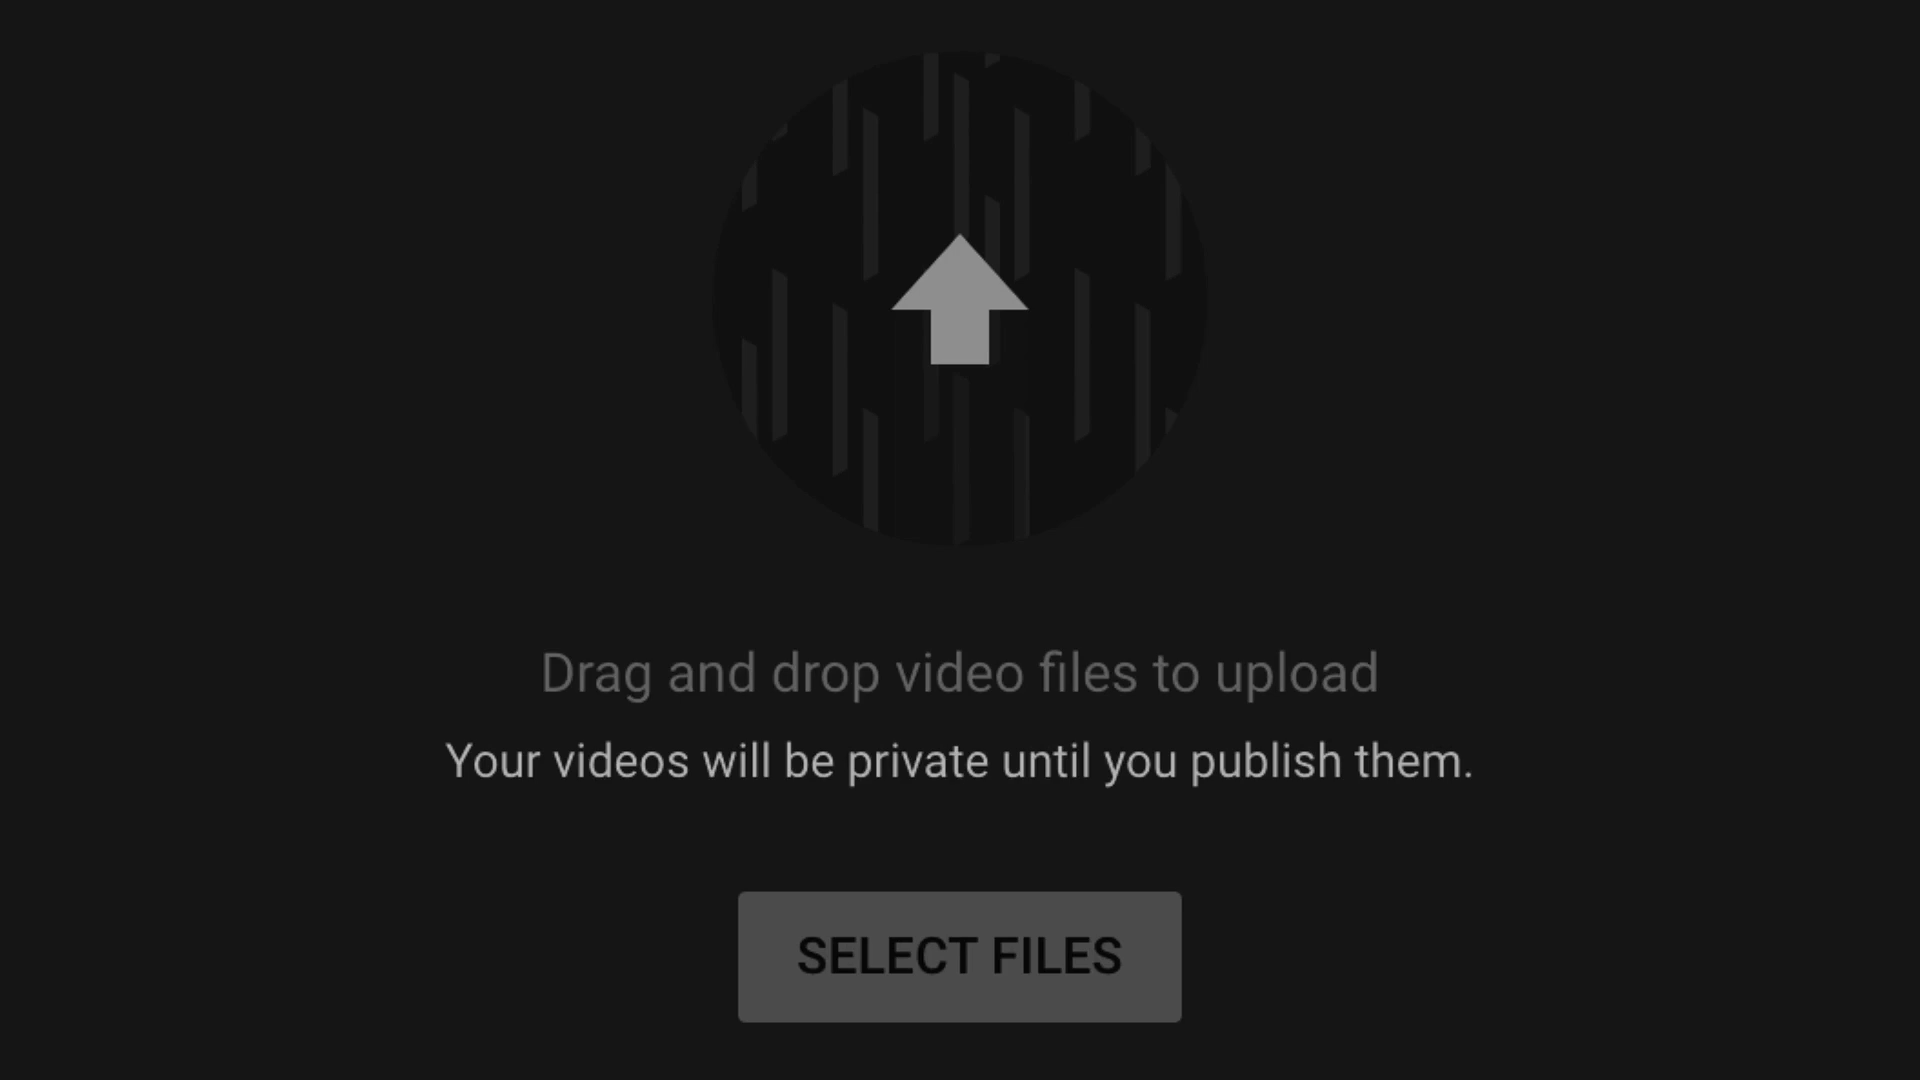 Drag and drop video files to upload
Your videos will be private until you publish them.
SELECT FILES